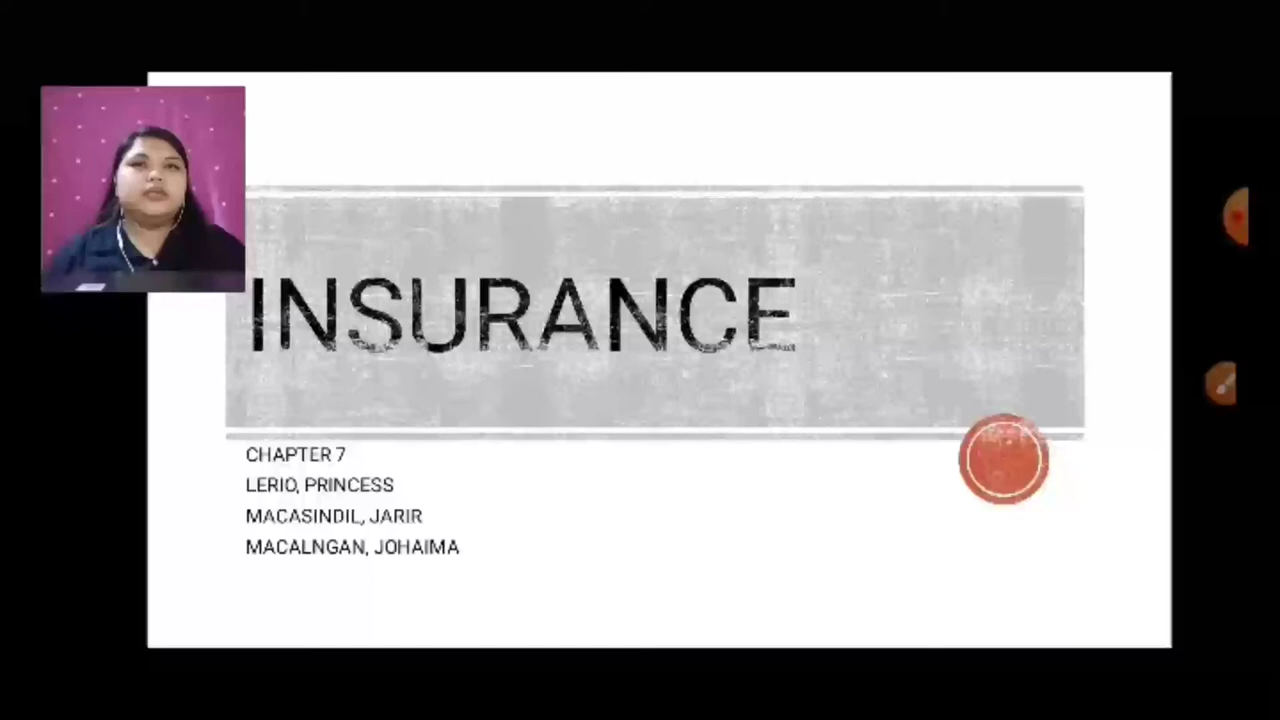 INSURANCE
CHAPTER 7
LERIO, PRINCESS
MACASINDIL, JARIR
MACALNGAN, JOHAIMA